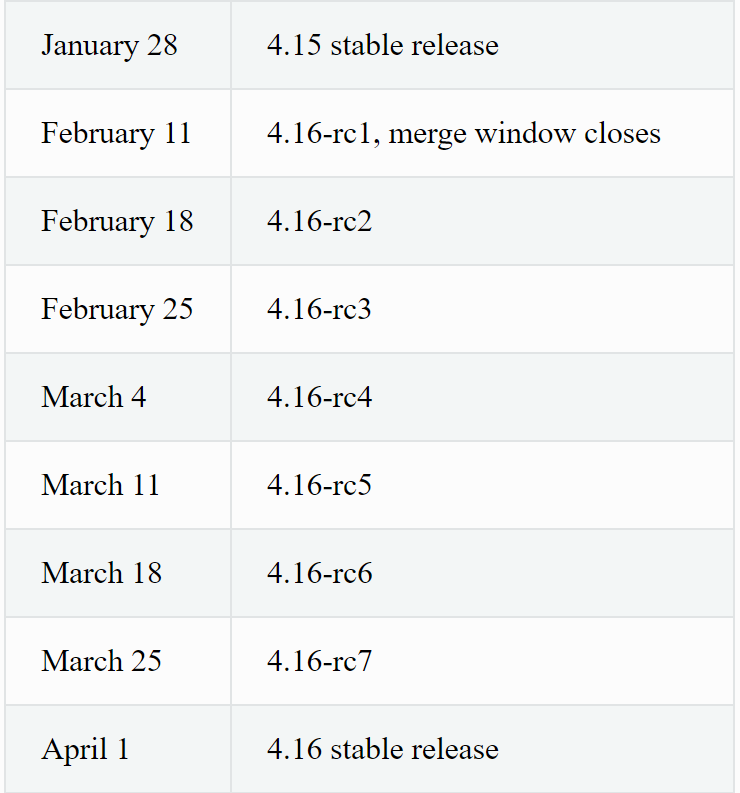 January 28 4.15 stable release
February 11 4.16-rc1, merge window closes
February 18 4.16-rc2
February 25 4.16-rc3
March 4 4.16-rc4
March 11 4.16-rc5
March 18 4.16-rc6
March 25 4.16-rc7
April 1 4.16 stable release